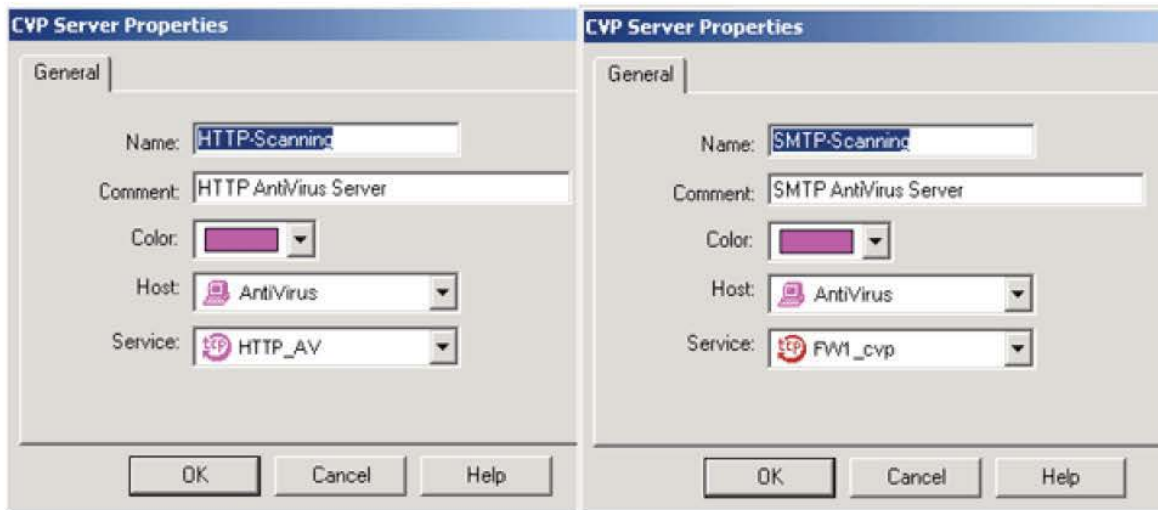 CVP Server Properties
General
Name: HTTP-Scanning
Comment: HTTP AntiVirus Server
Color:
Host: AntiVirus
Service: tcp HTTP_AV
OK Cancel Help
CVP Server Properties
General
Name: SMTP-Scanning
Comment: SMTP AntiVirus Server
Color:
Host: AntiVirus
Service: tcp FW1_cvp
OK Cancel Help